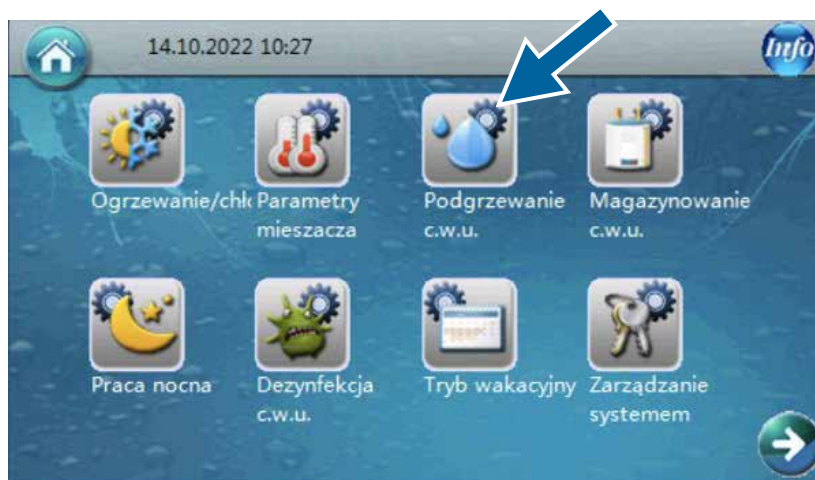 14.10.2022 10:27
Info
Ogrzewanie/chł
Parametry
mieszacza
Podgrzewanie
c.w.u.
Magazynowanie
c.w.u.
Praca nocna
Dezynfekcja
c.w.u.
Tryb wakacyjny
Zarządzanie
systemem